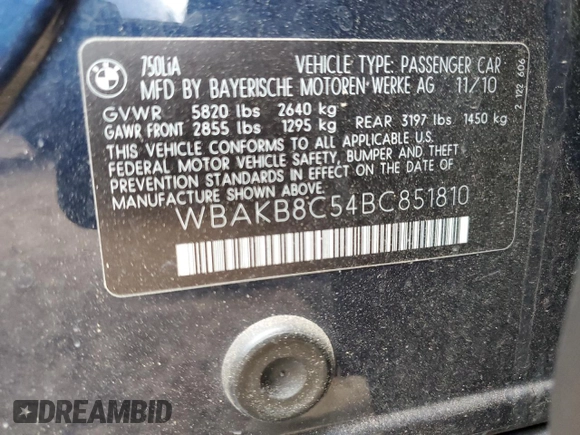 BMW
750LiA VEHICLE TYPE: PASSENGER CAR
MFD BY BAYERISCHE MOTOREN WERKE AG 11/10
GVWR 5820 lbs 2640 kg
GAWR FRONT 2855 lbs 1295 kg REAR 3197 lbs 1450 kg
THIS VEHICLE CONFORMS TO ALL APPLICABLE U.S.
FEDERAL MOTOR VEHICLE SAFETY, BUMPER AND THEFT
PREVENTION STANDARDS IN EFFECT ON THE DATE OF
MANUFACTURE SHOWN ABOVE.
WBAKB8C54BC851810
2 122 606
DREAMBID